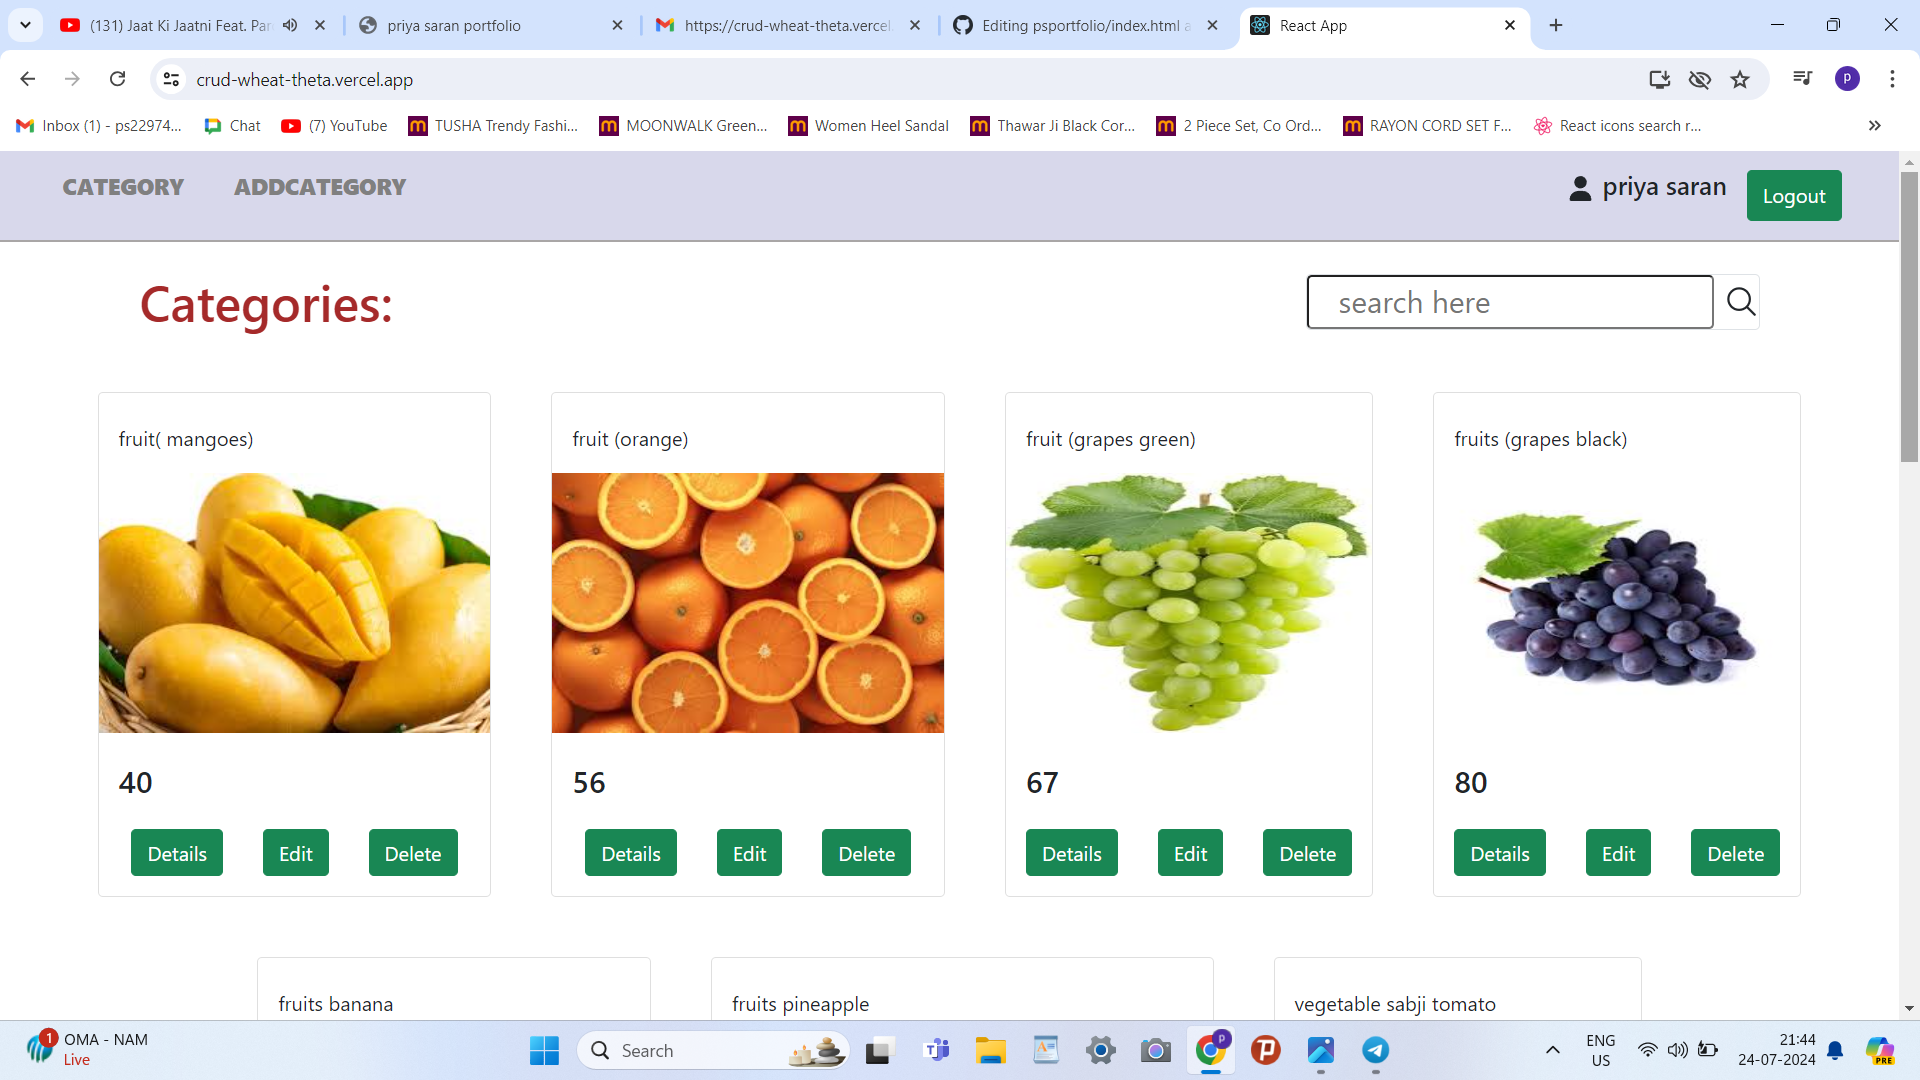 (131) Jaat Ki Jaatni Feat. Par
priya saran portfolio
https://crud-wheat-theta.vercel.
Editing psportfolio/index.html a
React App
crud-wheat-theta.vercel.app
P
Inbox (1) - ps22974...
Chat
(7) YouTube
TUSHA Trendy Fashi...
MOONWALK Green...
Women Heel Sandal
Thawar Ji Black Cor...
2 Piece Set, Co Ord...
RAYON CORD SET F...
React icons search r...
CATEGORY
ADDCATEGORY
priya saran
Logout
Categories:
search here
fruit( mangoes)
fruit (orange)
fruit (grapes green)
fruits (grapes black)
40
56
67
80
Details Edit Delete
Details Edit Delete
Details Edit Delete
Details Edit Delete
fruits banana
fruits pineapple
vegetable sabji tomato
1
OMA - NAM
Live
Search
ENG
US
21:44
24-07-2024
PRE